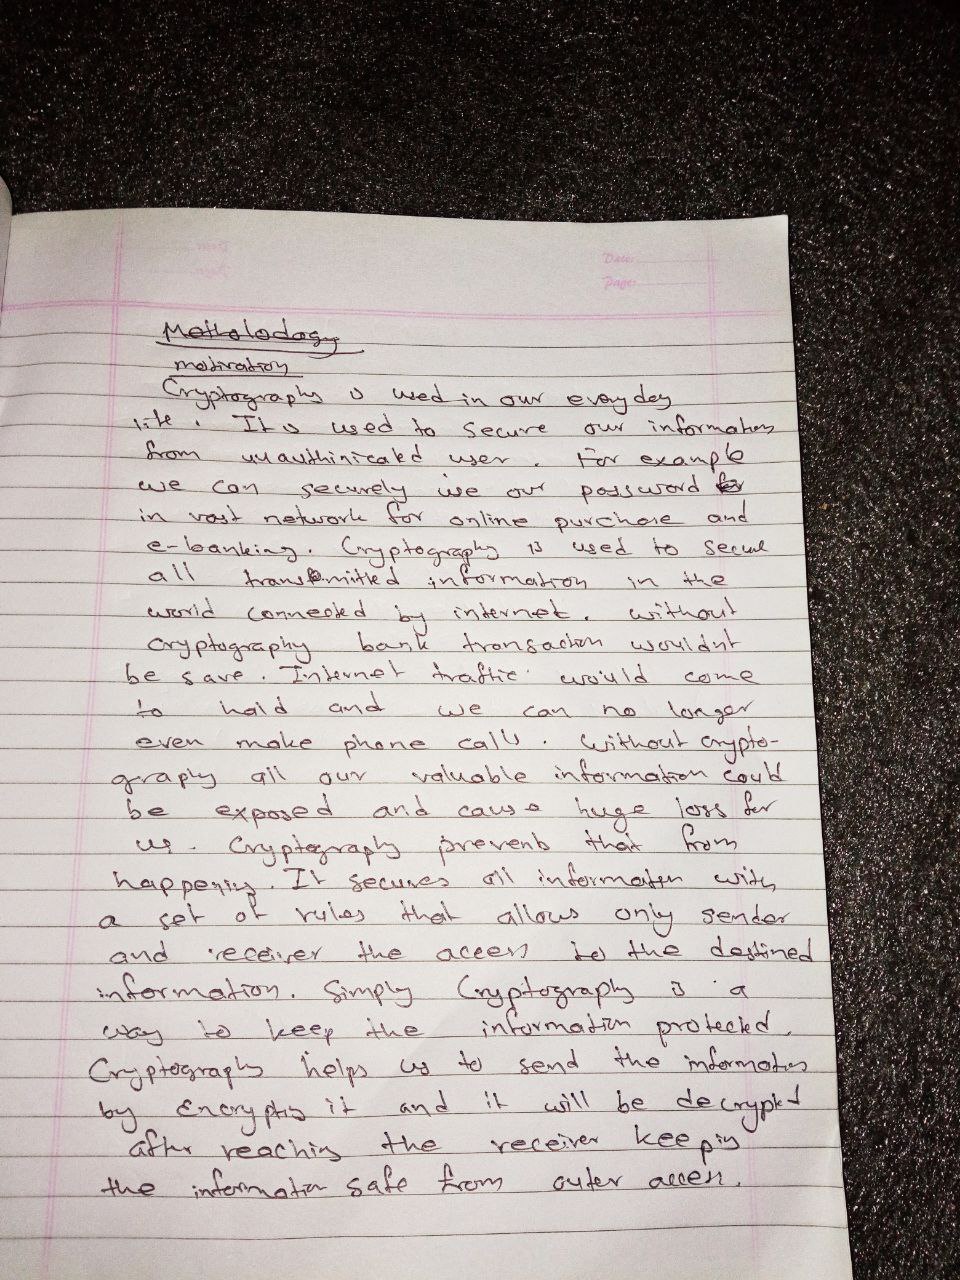 Date:
Page:
Metholodogy
motivation
Cryptography is used in our everyday
life. It is used to secure our information
from unauthinicated user. For example
we can securely use our password for
in vast network for online purchase and
e-banking. Cryptography is used to secure
all transmitted information in the
world connected by internet. without
cryptography bank transaction wouldnt
be save. Internet traffic would come
to hald and we can no longer
even make phone calls. Without crypto-
graphy all our valuable information could
be exposed and cause huge loss for
us. Cryptography prevents that from
happening. It secures all information with
a set of rules that allows only sender
and receiver the access to the destined
information. Simply Cryptography is a
way to keep the information protected.
Cryptography helps us to send the information
by Encrypting it and it will be decrypted
after reaching the receiver keeping
the information safe from outer access.